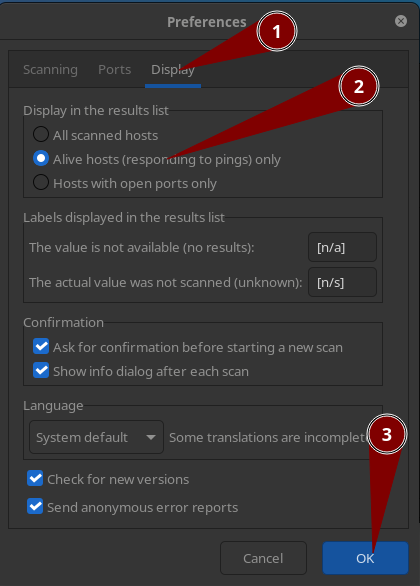 Preferences
1
Scanning Ports Display
2
Display in the results list
All scanned hosts
Alive hosts (responding to pings) only
Hosts with open ports only
Labels displayed in the results list
The value is not available (no results): [n/a]
The actual value was not scanned (unknown): [n/s]
Confirmation
Ask for confirmation before starting a new scan
Show info dialog after each scan
Language
System default Some translations are incomplete
3
Check for new versions
Send anonymous error reports
Cancel OK